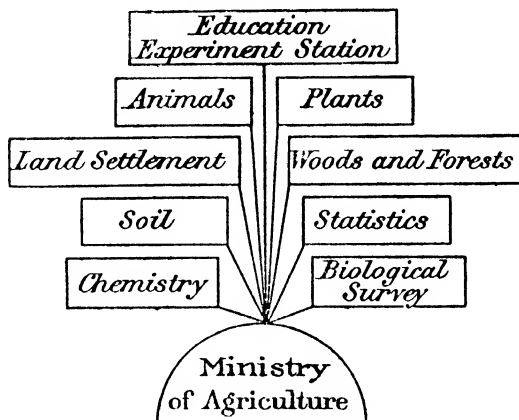 Education
Experiment Station
Animals
Plants
Land Settlement
Woods and Forests
Soil
Statistics
Chemistry
Biological
Survey
Ministry
of Agriculture